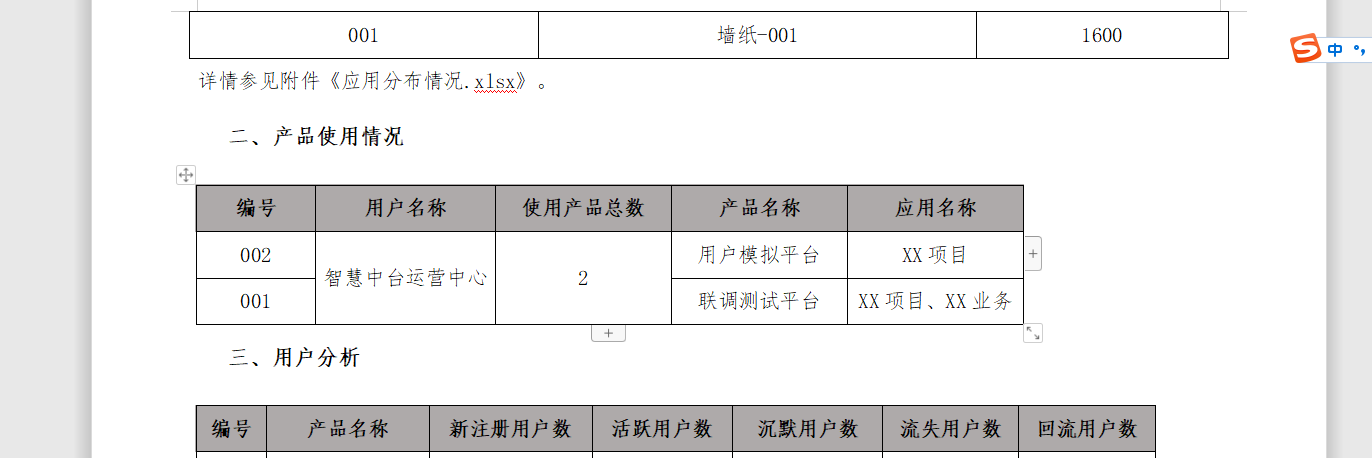 001 墙纸-001 1600
详情参见附件《应用分布情况.xlsx》。
二、产品使用情况
编号 用户名称 使用产品总数 产品名称 应用名称
002 用户模拟平台 XX 项目
智慧中台运营中心 2
001 联调测试平台 XX 项目、XX 业务
三、用户分析
编号 产品名称 新注册用户数 活跃用户数 沉默用户数 流失用户数 回流用户数
S 中 °,